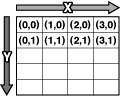 X
Y
(0,0) (1,0) (2,0) (3,0)
(0,1) (1,1) (2,1) (3,1)